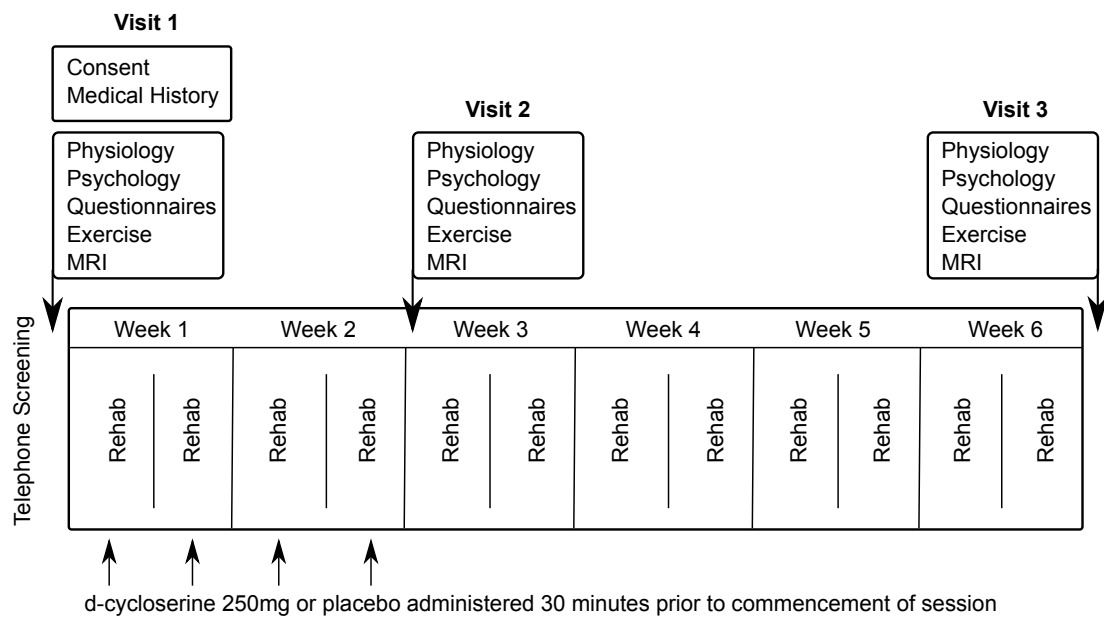 Visit 1
Consent
Medical History
Physiology
Psychology
Questionnaires
Exercise
MRI
Visit 2
Physiology
Psychology
Questionnaires
Exercise
MRI
Visit 3
Physiology
Psychology
Questionnaires
Exercise
MRI
Telephone Screening
Week 1
Week 2
Week 3
Week 4
Week 5
Week 6
Rehab
Rehab
Rehab
Rehab
Rehab
Rehab
Rehab
Rehab
Rehab
Rehab
Rehab
Rehab
d-cycloserine 250mg or placebo administered 30 minutes prior to commencement of session